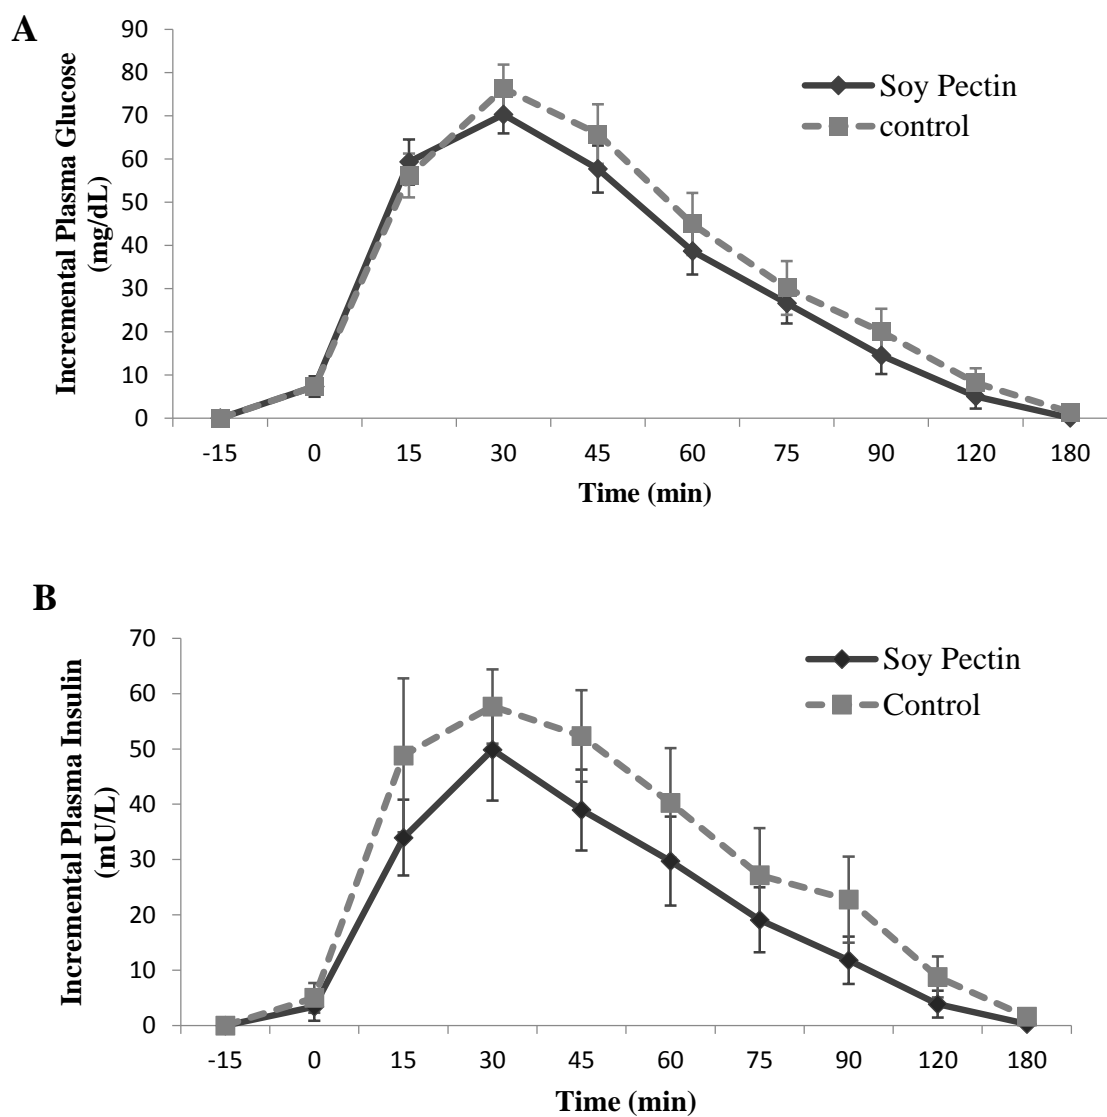 A
90
80
70
60
50
40
30
20
10
0
Incremental Plasma Glucose
(mg/dL)
Soy Pectin
control
-15 0 15 30 45 60 75 90 120 180
Time (min)
B
70
60
50
40
30
20
10
0
Incremental Plasma Insulin
(mU/L)
Soy Pectin
Control
-15 0 15 30 45 60 75 90 120 180
Time (min)